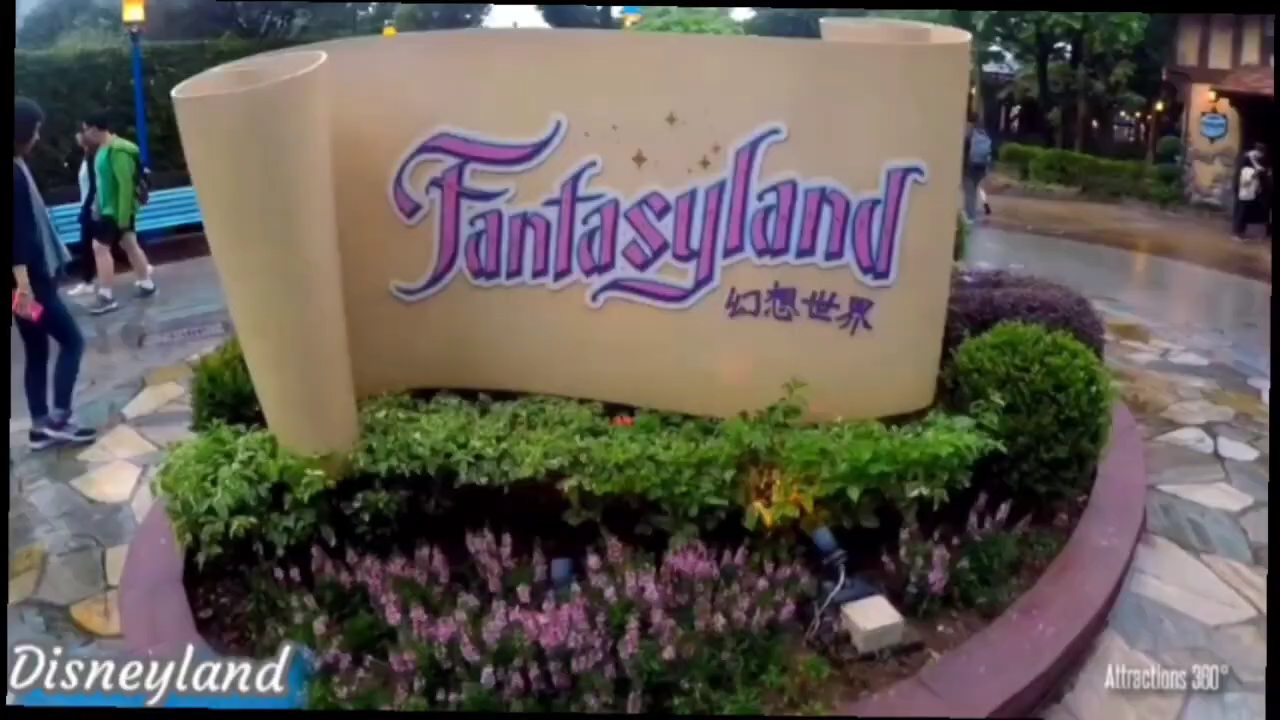 Fantasyland
幻想世界
Disneyland
Attractions 360°